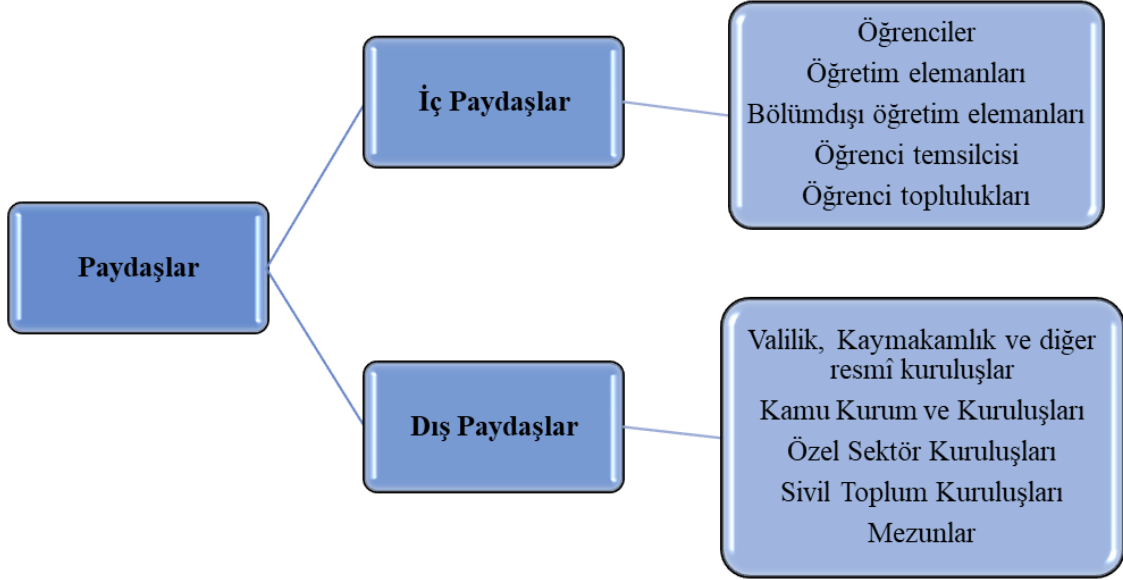 Paydaşlar
İç Paydaşlar
Öğrenciler
Öğretim elemanları
Bölümdışı öğretim elemanları
Öğrenci temsilcisi
Öğrenci toplulukları
Dış Paydaşlar
Valilik, Kaymakamlık ve diğer
resmî kuruluşlar
Kamu Kurum ve Kuruluşları
Özel Sektör Kuruluşları
Sivil Toplum Kuruluşları
Mezunlar